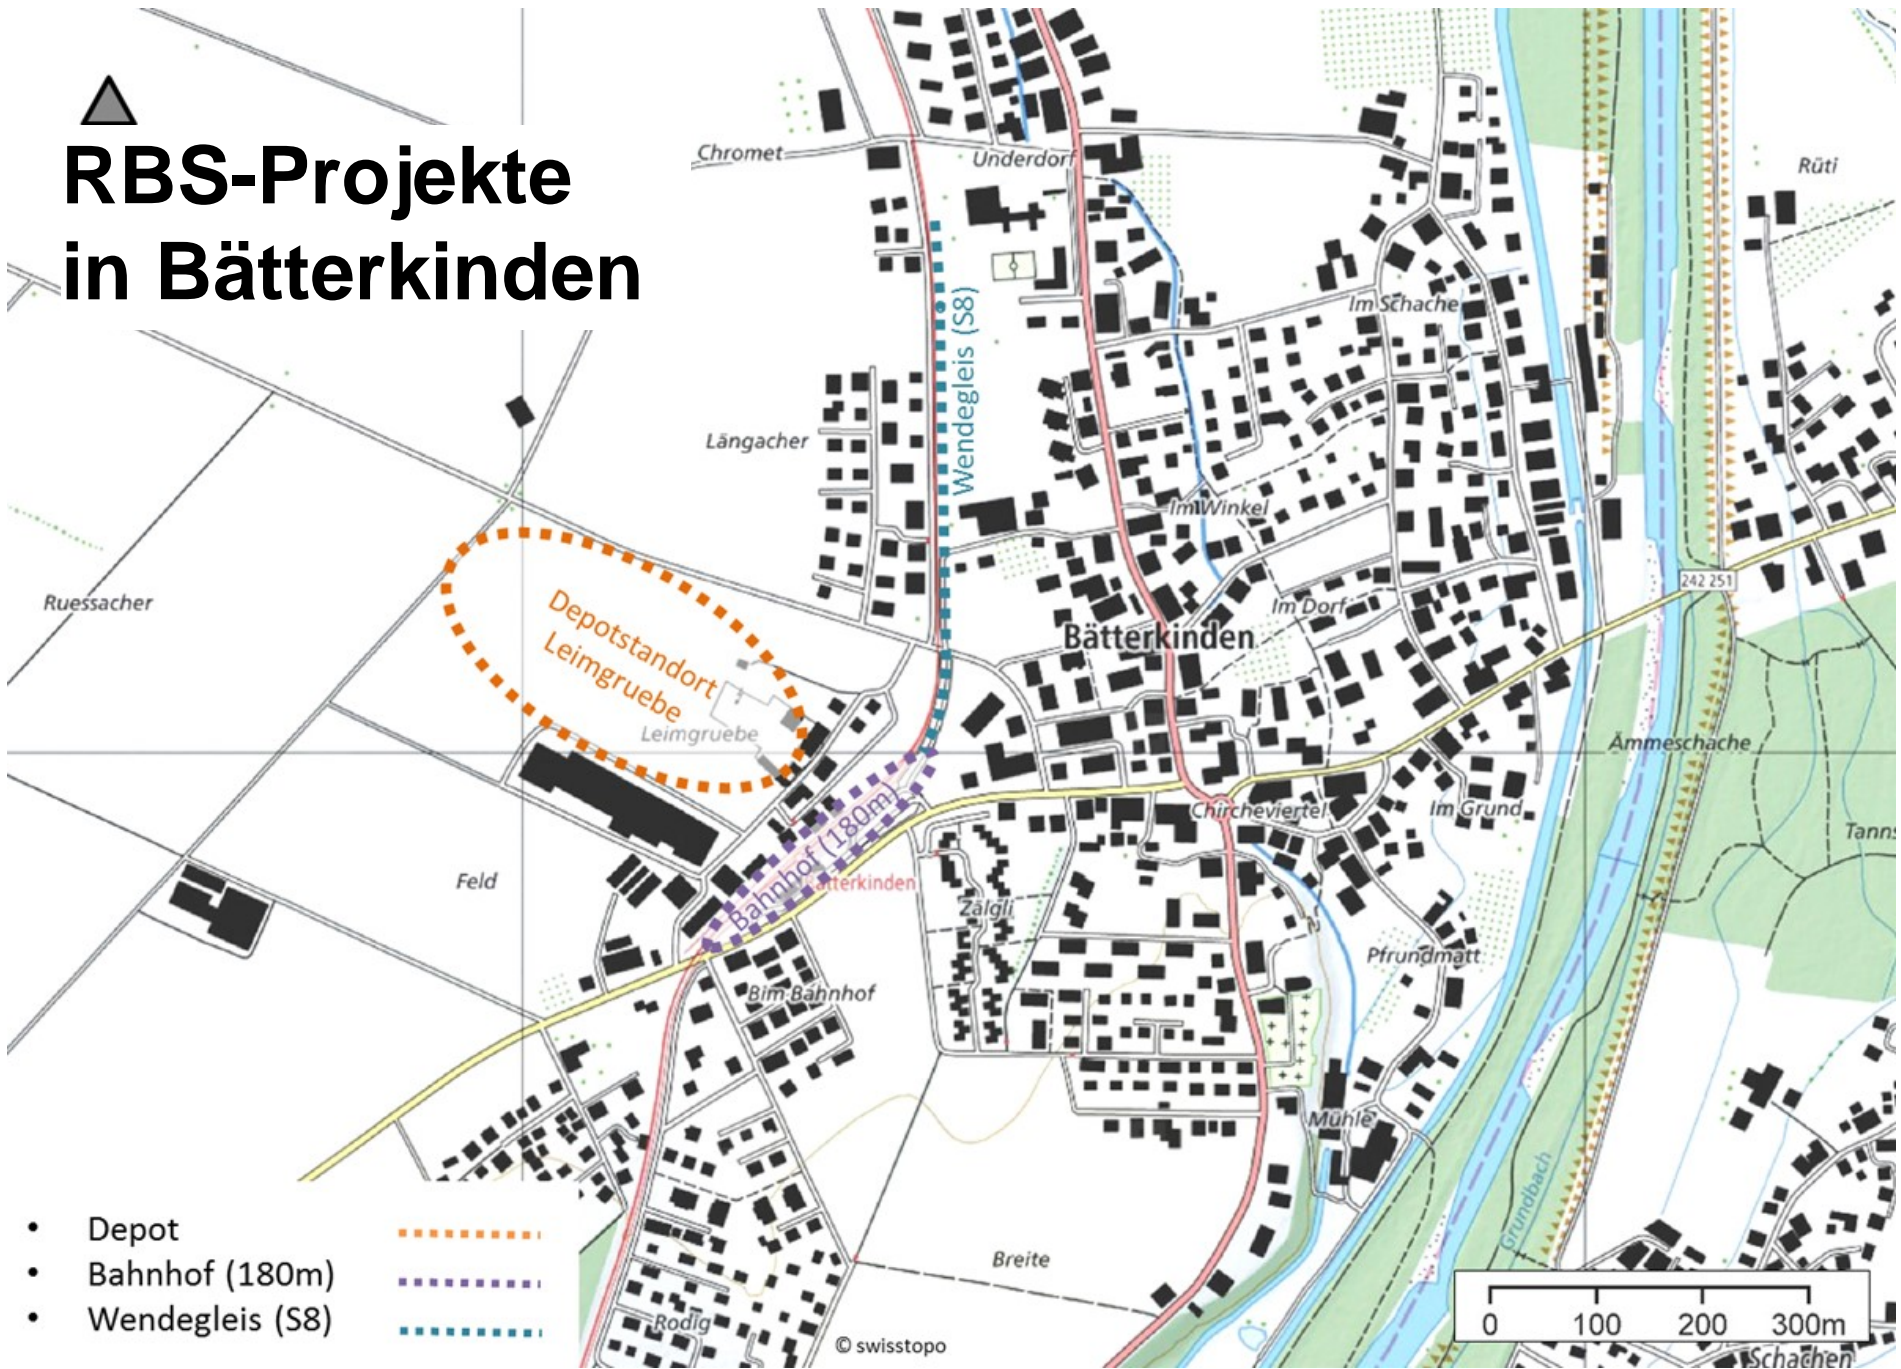 RBS-Projekte
in Bätterkinden
Chromet
Underdorf
Rüti
Im Schache
Wendegleis (S8)
Längacher
Im Winkel
242 251
Ruessacher
Depotstandort
Leimgruebe
Im Dorf
Bätterkinden
Leimgruebe
Ämmeschache
Chircheviertel
Im Grund
Tanns
Bahnhof (180m)
Bätterkinden
Feld
Zälgli
Pfrundmatt
Bim Bahnhof
Mühle
Grundbach
Breite
Rodig
Schachen
• Depot
• Bahnhof (180m)
• Wendegleis (S8)
© swisstopo
0 100 200 300m